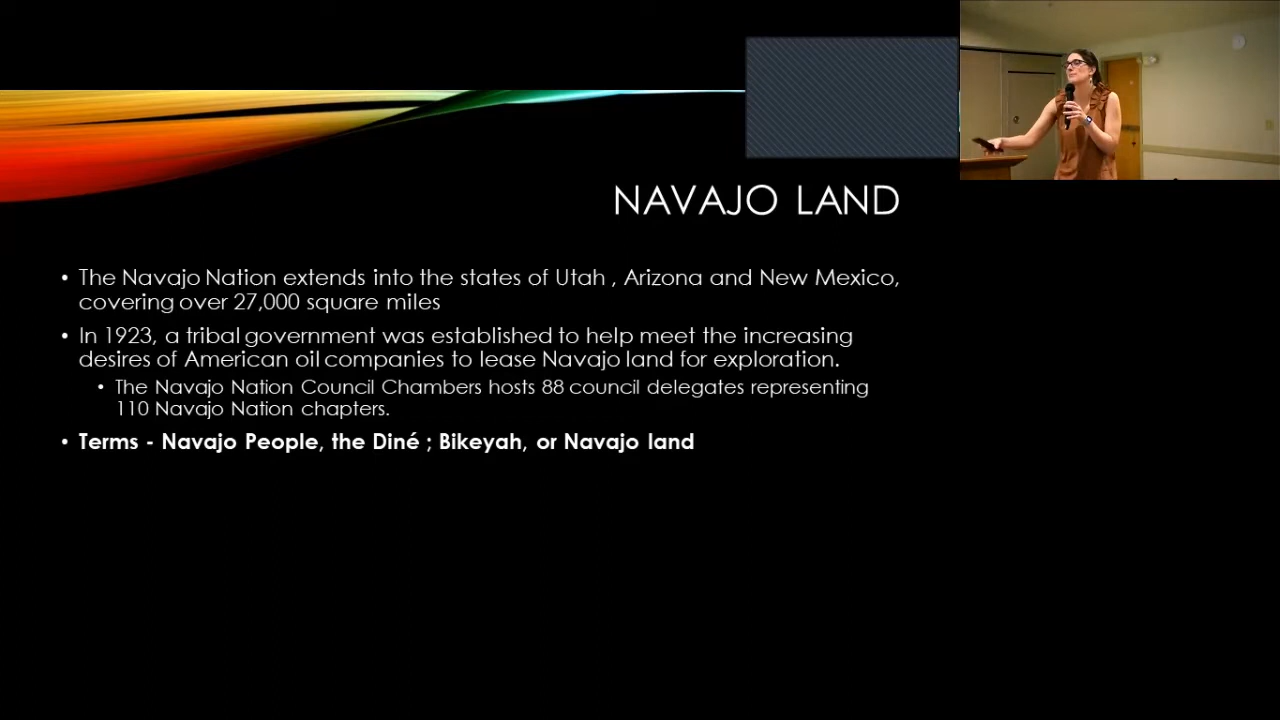 NAVAJO LAND
• The Navajo Nation extends into the states of Utah , Arizona and New Mexico,
covering over 27,000 square miles
• In 1923, a tribal government was established to help meet the increasing
desires of American oil companies to lease Navajo land for exploration.
• The Navajo Nation Council Chambers hosts 88 council delegates representing
110 Navajo Nation chapters.
• Terms - Navajo People, the Diné ; Bikeyah, or Navajo land